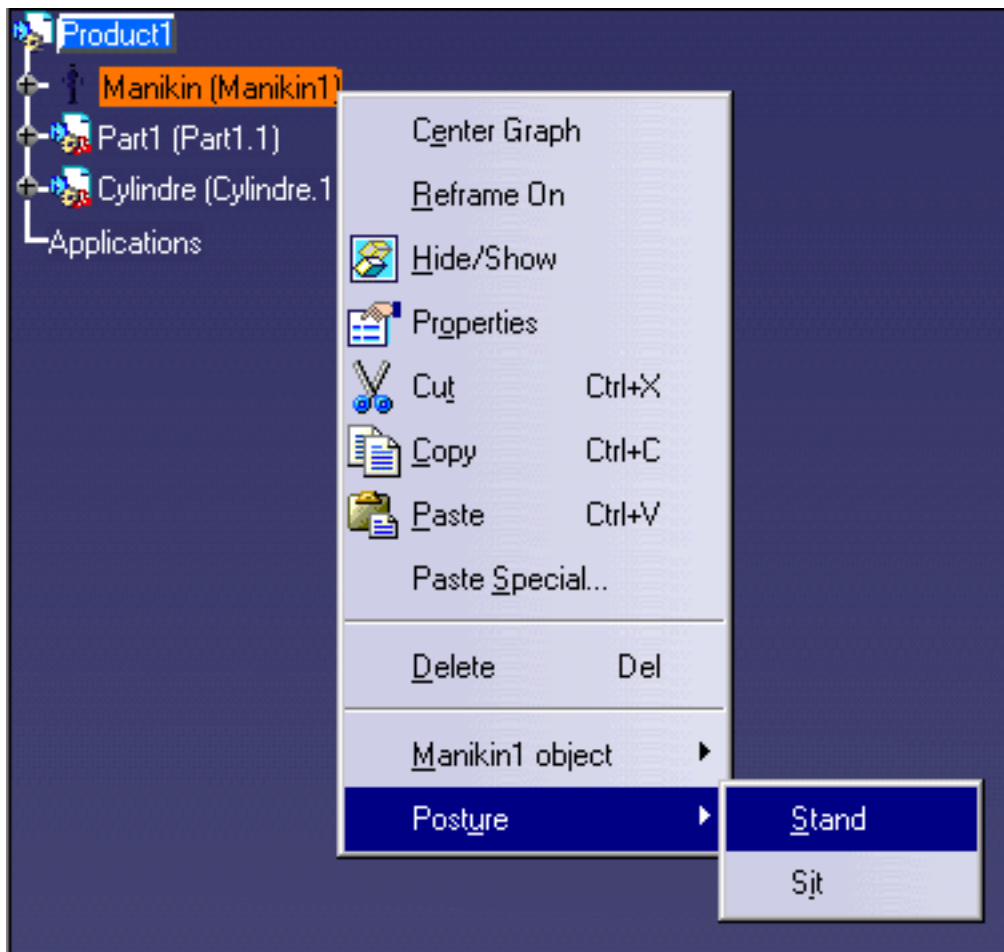 Product1
Manikin (Manikin1)
Part1 (Part1.1)
Cylindre (Cylindre.1
Applications
Center Graph
Reframe On
Hide/Show
Properties
Cut Ctrl+X
Copy Ctrl+C
Paste Ctrl+V
Paste Special...
Delete Del
Manikin1 object
Posture
Stand
Sit